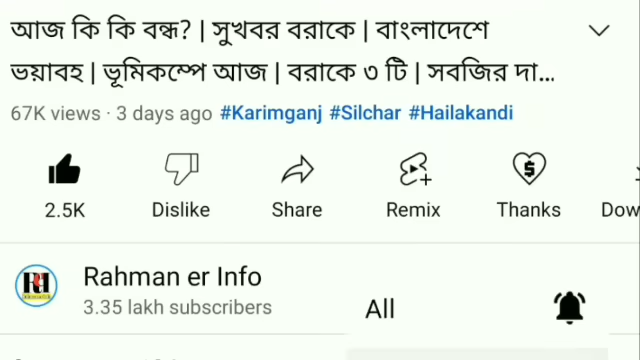 আজ কি কি বন্ধ? | সুখবর বরাকে | বাংলাদেশে
ভয়াবহ | ভূমিকম্পে আজ | বরাকে ৩ টি | সবজির দা...
67K views · 3 days ago #Karimganj #Silchar #Hailakandi
2.5K Dislike Share Remix Thanks Dow
Rahman er Info
3.35 lakh subscribers
All